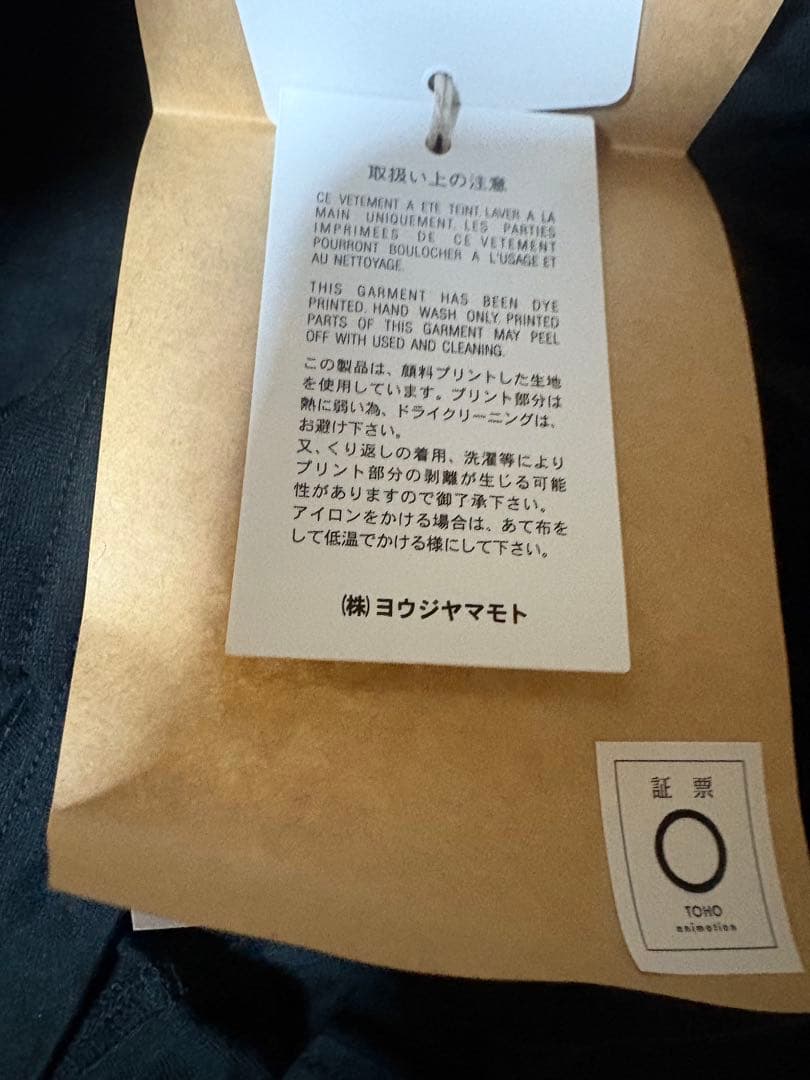 取扱い上の注意
CE VETEMENT A ETE TEINT. LAVER A LA
MAIN UNIQUEMENT. LES PARTIES
IMPRIMEES DE CE VETEMENT
POURRONT BOULOCHER A L'USAGE ET
AU NETTOYAGE.
THIS GARMENT HAS BEEN DYE
PRINTED. HAND WASH ONLY. PRINTED
PARTS OF THIS GARMENT MAY PEEL
OFF WITH USED AND CLEANING.
この製品は、顔料プリントした生地
を使用しています。プリント部分は
熱に弱い為、ドライクリーニングは、
お避け下さい。
又、くり返しの着用、洗濯等により
プリント部分の剥離が生じる可能
性がありますので御了承下さい。
アイロンをかける場合は、あて布を
して低温でかける様にして下さい。
㈱ヨウジヤマモト
証票
TOHO
animation